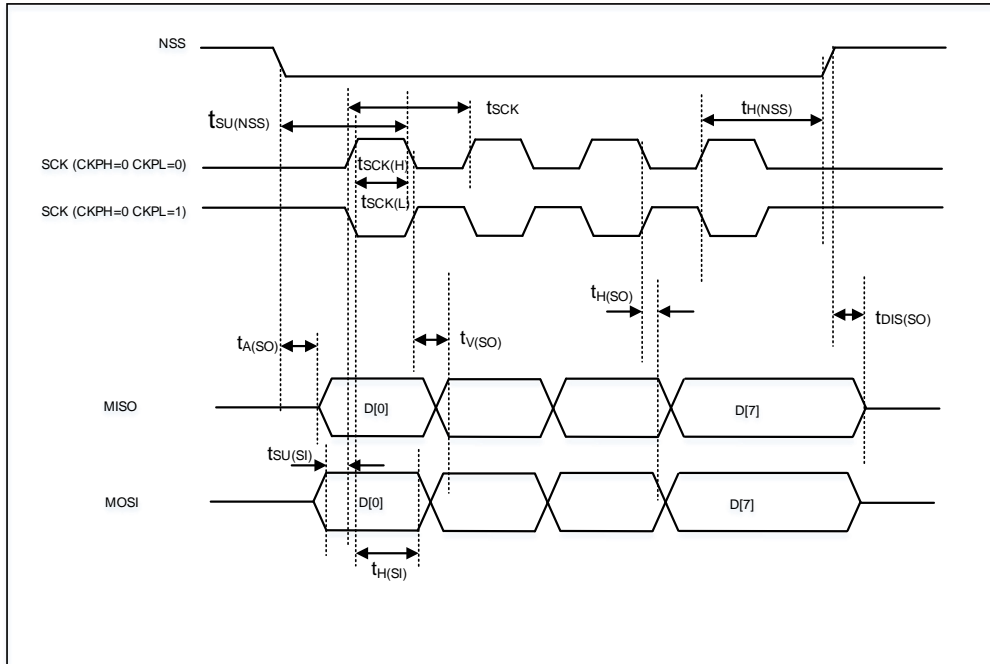 NSS
tSCK
tSU(NSS)
tH(NSS)
SCK (CKPH=0 CKPL=0)
tSCK(H)
tSCK(L)
SCK (CKPH=0 CKPL=1)
tH(SO)
tDIS(SO)
tA(SO)
tV(SO)
MISO
D[0]
D[7]
tSU(SI)
MOSI
D[0]
D[7]
tH(SI)